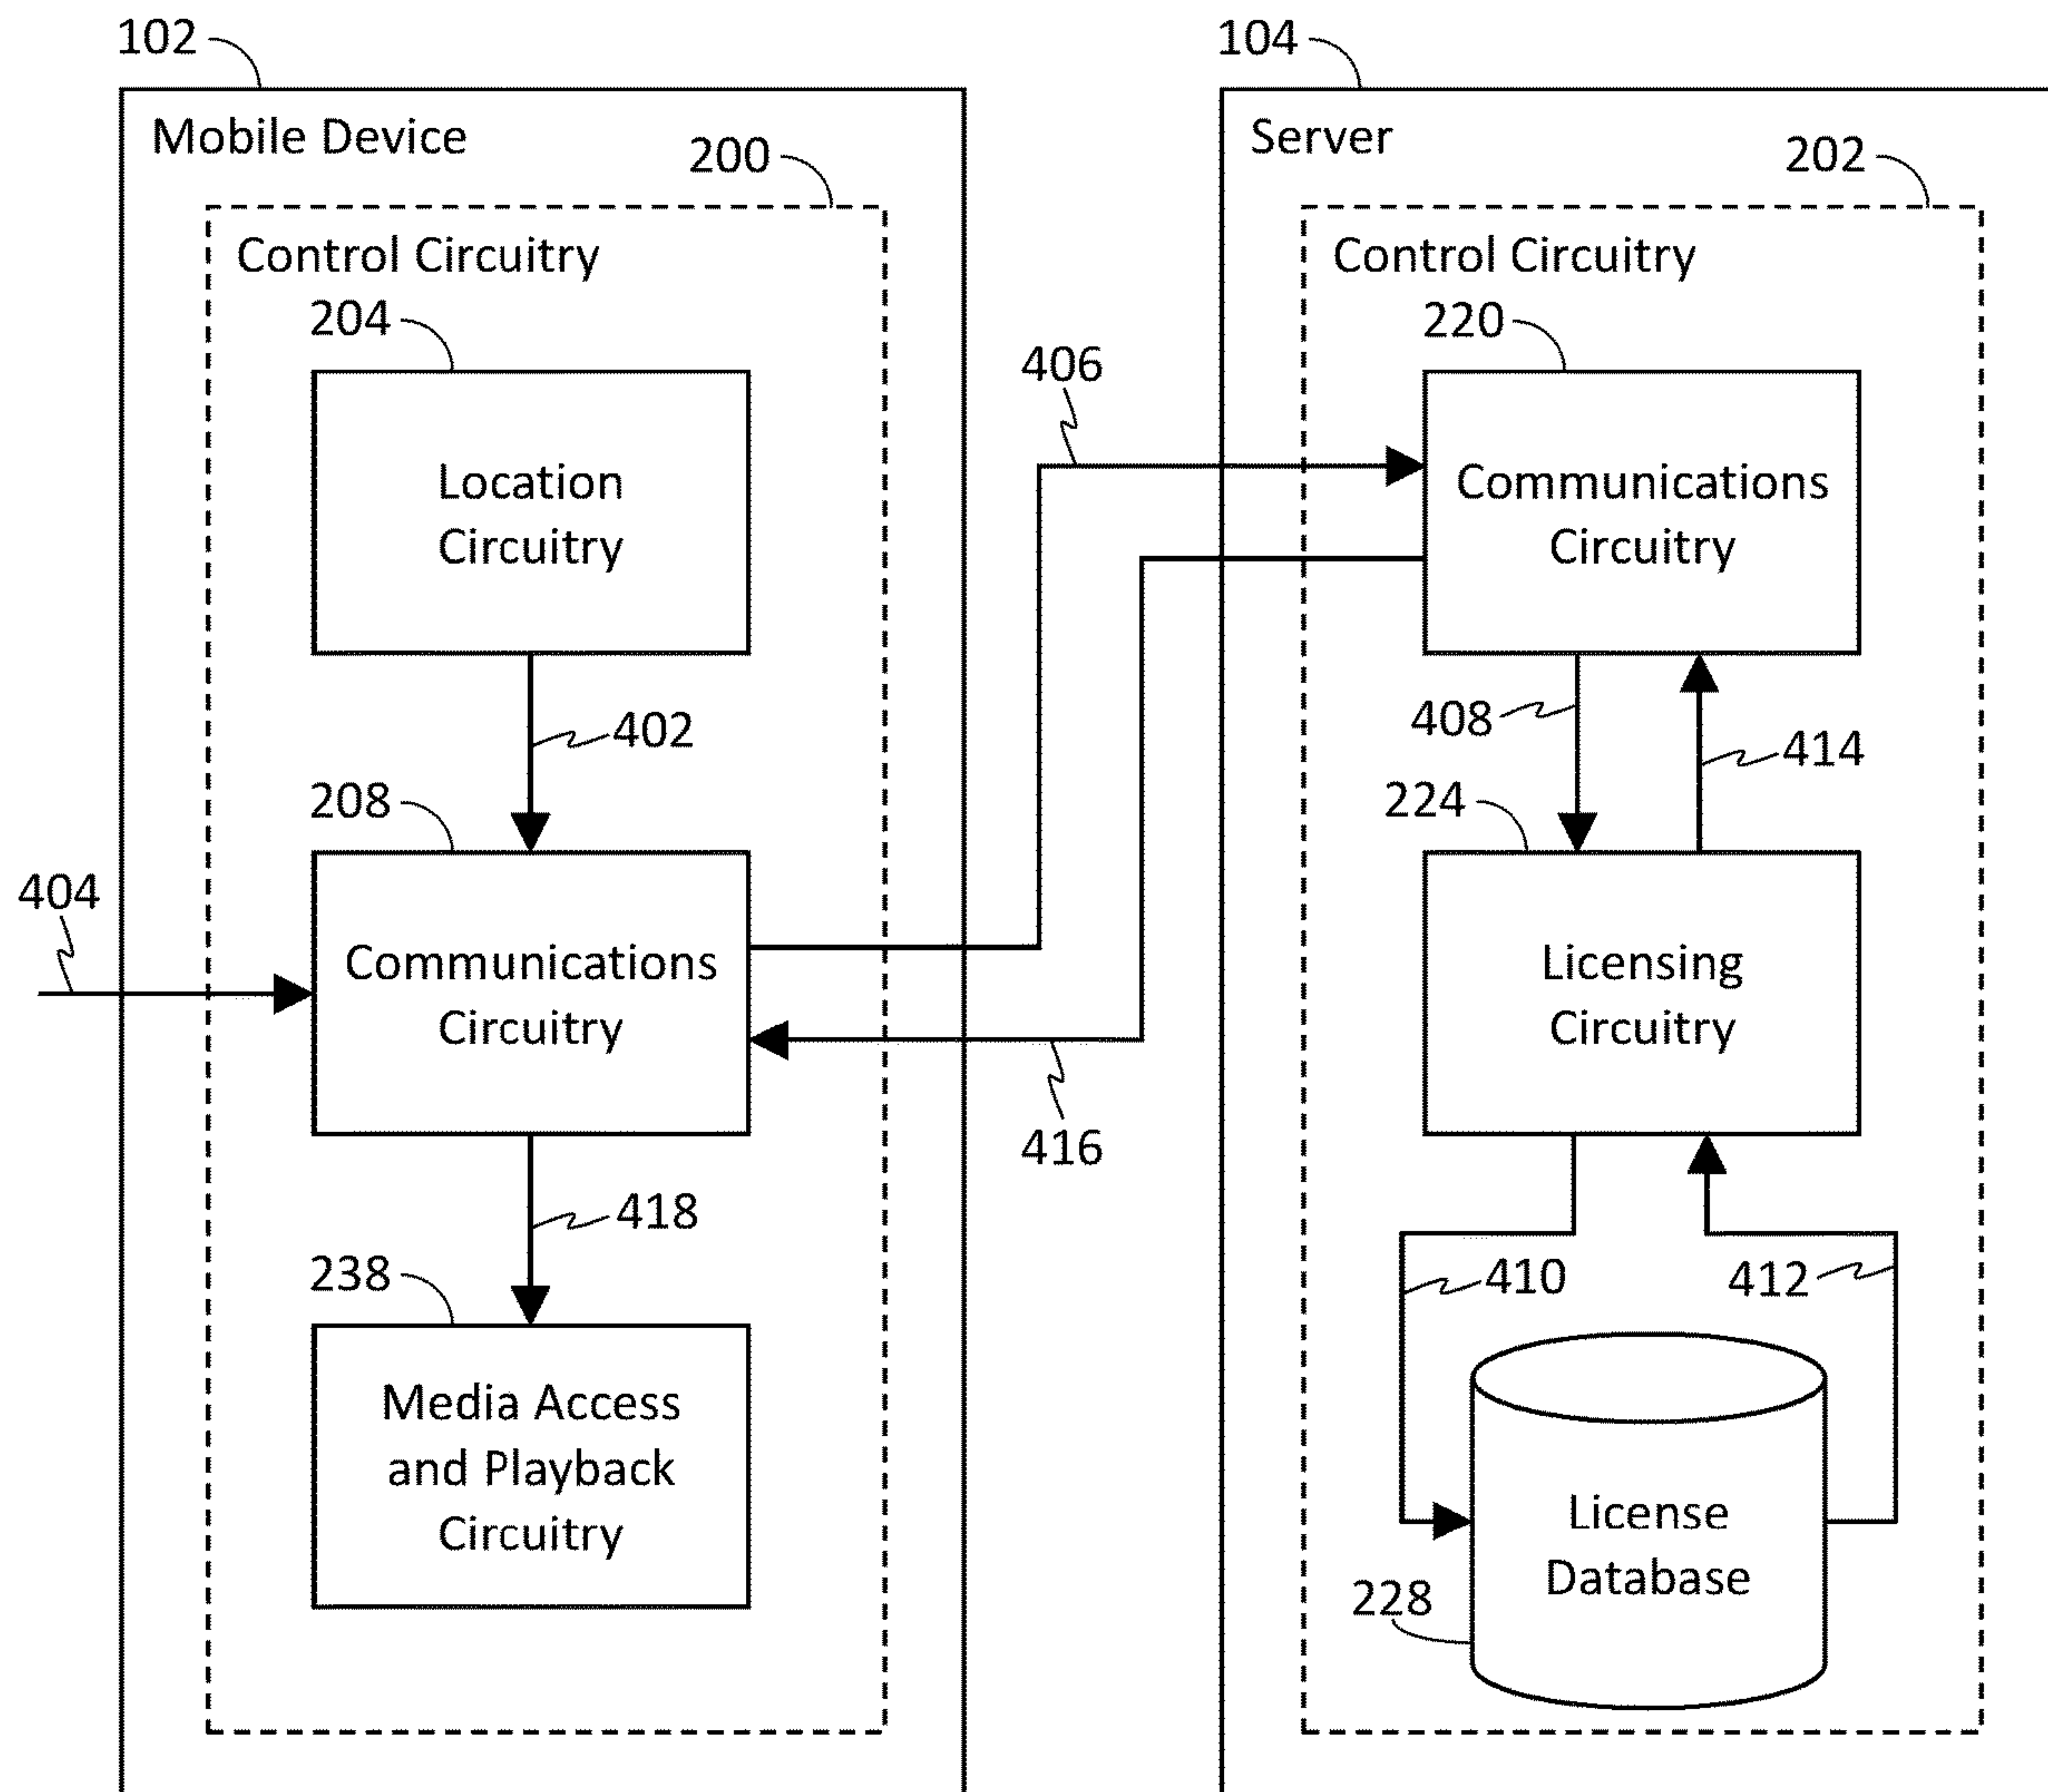 102
Mobile Device
200
Control Circuitry
204
Location
Circuitry
402
208
404
Communications
Circuitry
418
238
Media Access
and Playback
Circuitry
406
416
104
Server
202
Control Circuitry
220
Communications
Circuitry
408
414
224
Licensing
Circuitry
410
412
License
Database
228